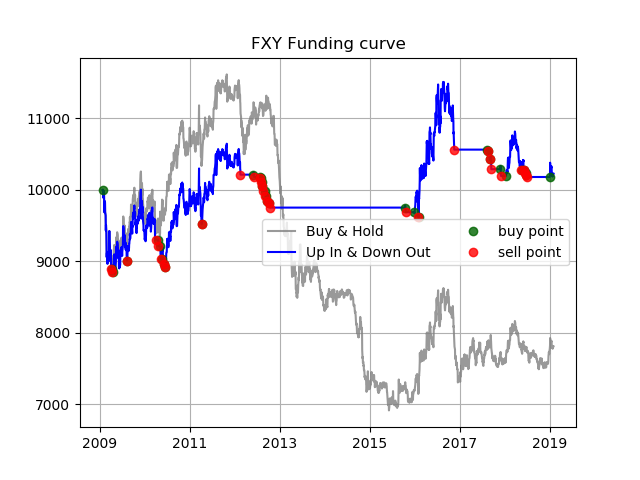 FXY Funding curve
11000
10000
9000
8000
7000
Buy & Hold
Up In & Down Out
buy point
sell point
2009 2011 2013 2015 2017 2019